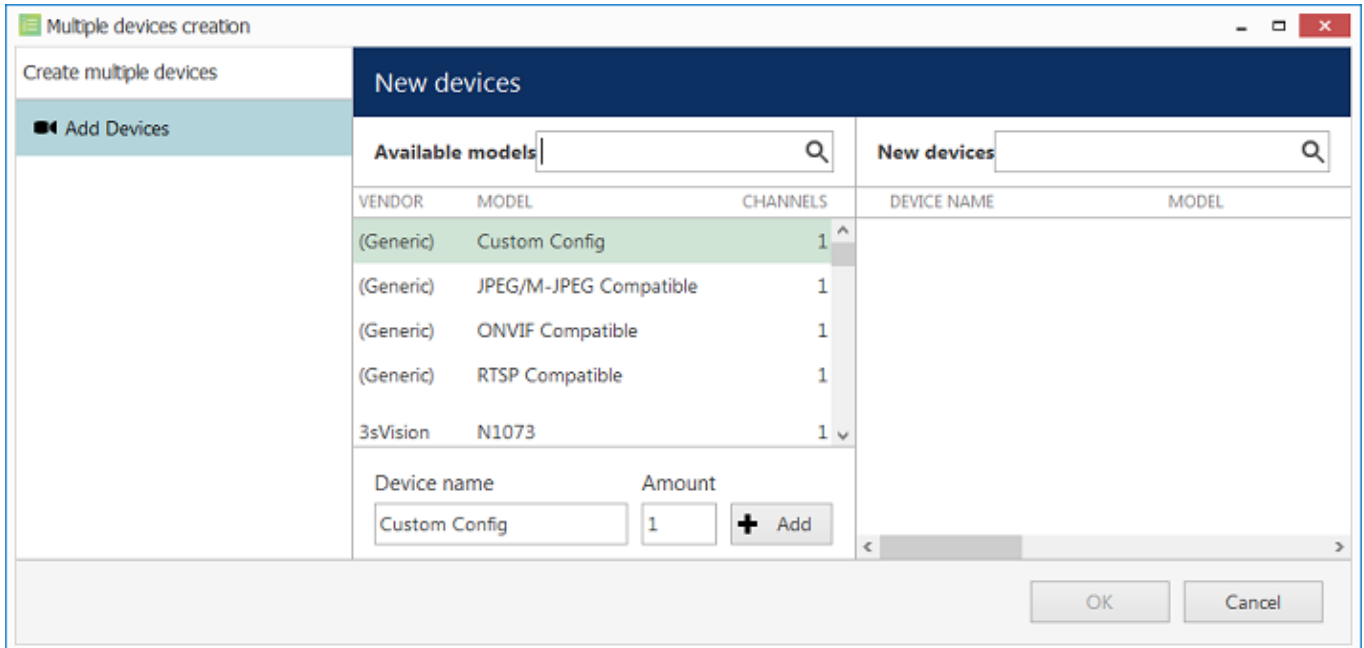 Multiple devices creation
Create multiple devices
Add Devices
New devices
Available models
New devices
VENDOR MODEL CHANNELS
DEVICE NAME MODEL
(Generic) Custom Config 1
(Generic) JPEG/M-JPEG Compatible 1
(Generic) ONVIF Compatible 1
(Generic) RTSP Compatible 1
3sVision N1073 1
Device name Amount
Custom Config 1 Add
OK Cancel